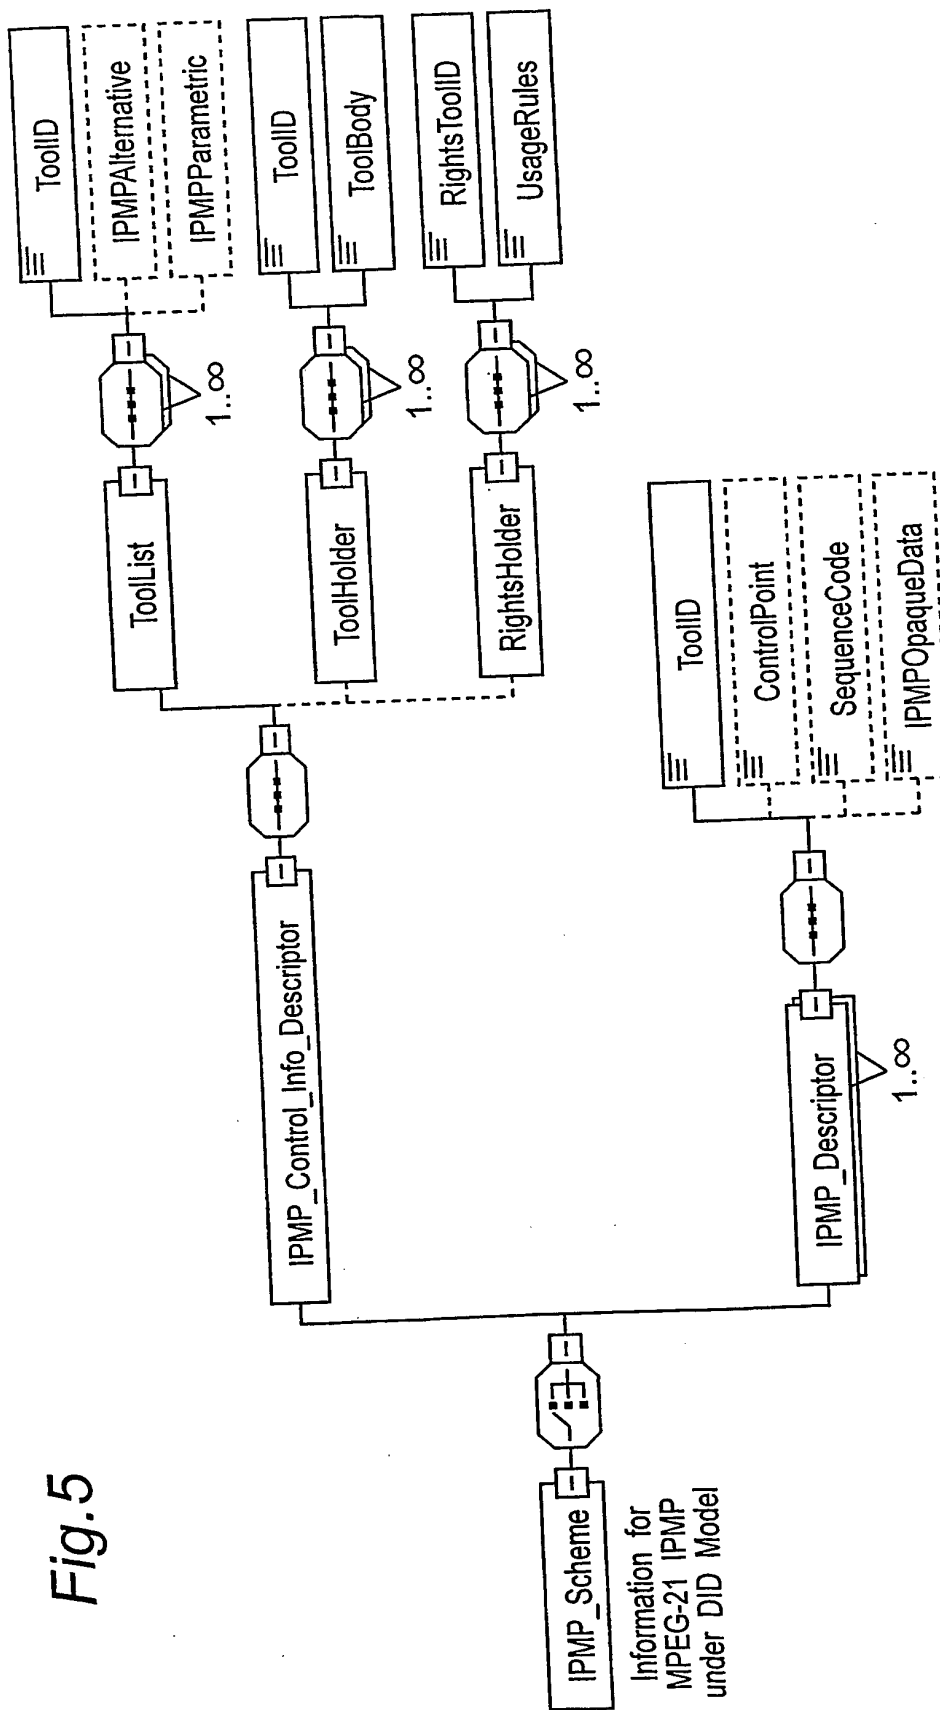 Fig.5
IPMP_Scheme
Information for
MPEG-21 IPMP
under DID Model
IPMP_Control_Info_Descriptor
ToolList
1..∞
ToolID
IPMPAlternative
IPMPParametric
ToolHolder
1..∞
ToolID
ToolBody
RightsHolder
1..∞
RightsToolID
UsageRules
IPMP_Descriptor
1..∞
ToolID
ControlPoint
SequenceCode
IPMPOpaqueData